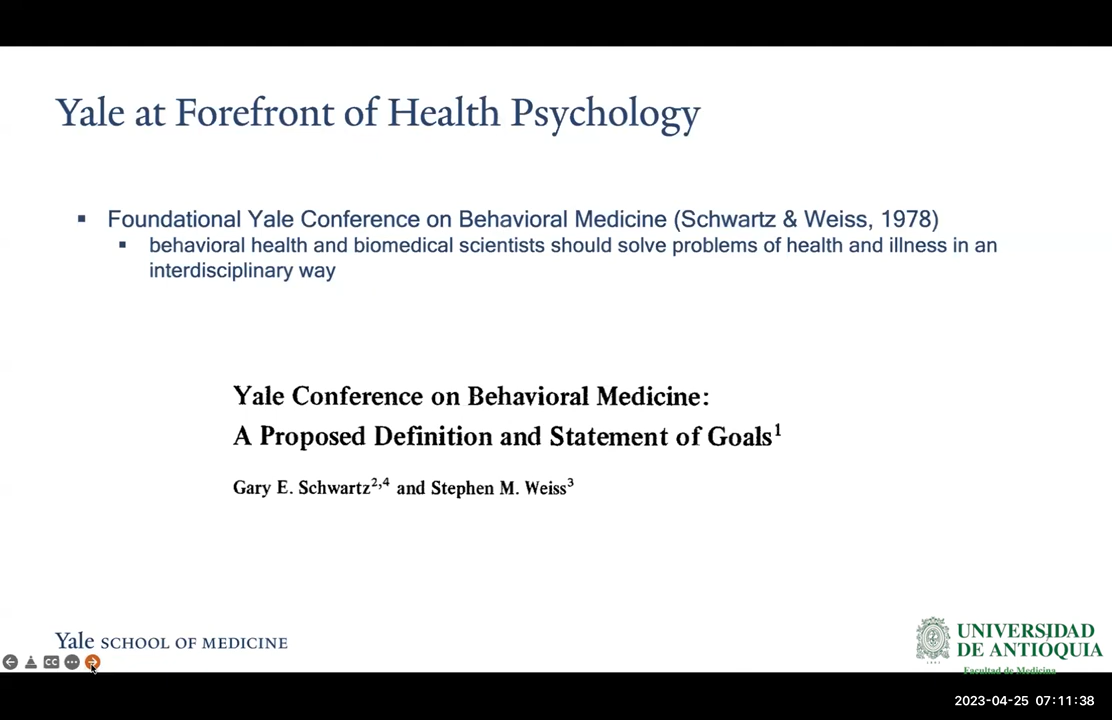 Yale at Forefront of Health Psychology
▪ Foundational Yale Conference on Behavioral Medicine (Schwartz & Weiss, 1978)
▪ behavioral health and biomedical scientists should solve problems of health and illness in an
interdisciplinary way
Yale Conference on Behavioral Medicine:
A Proposed Definition and Statement of Goals¹
Gary E. Schwartz²,⁴ and Stephen M. Weiss³
Yale SCHOOL OF MEDICINE
CC
UNIVERSIDAD
DE ANTIOQUIA
Facultad de Medicina
2023-04-25 07:11:38